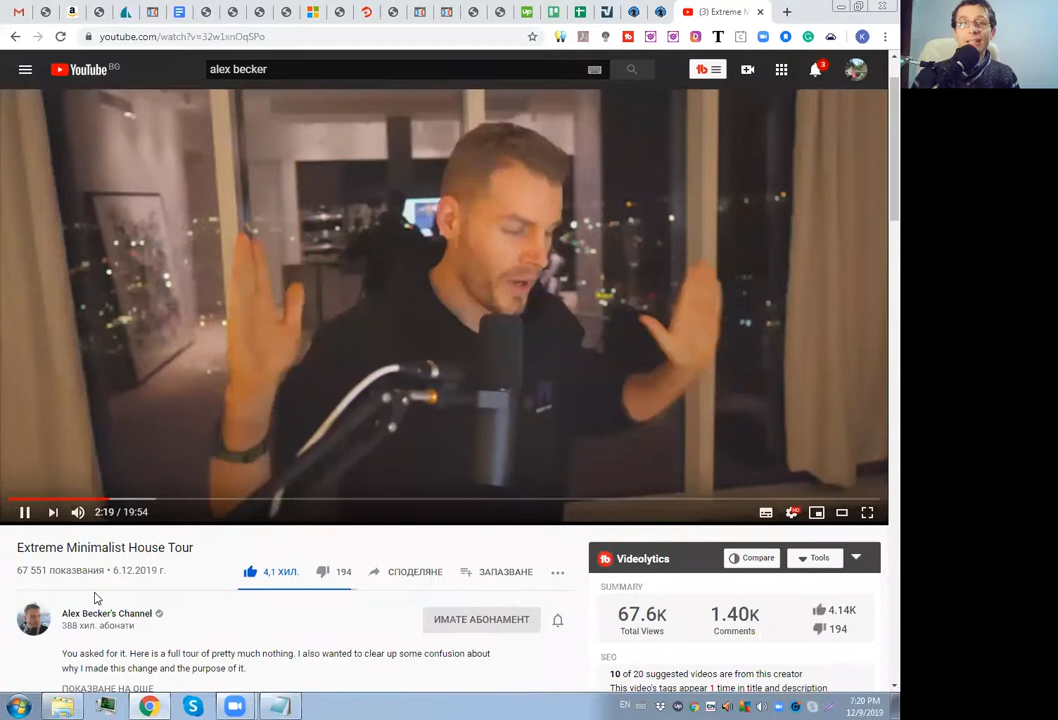 (3) Extreme M
youtube.com/watch?v=32w1xnOqSPo
YouTube BG
alex becker
3
2:19 / 19:54
Extreme Minimalist House Tour
67 551 показвания • 6.12.2019 г.
4,1 ХИЛ.
194
СПОДЕЛЯНЕ
ЗАПАЗВАНЕ
Alex Becker's Channel
388 хил. абонати
ИМАТЕ АБОНАМЕНТ
You asked for it. Here is a full tour of pretty much nothing. I also wanted to clear up some confusion about
why I made this change and the purpose of it.
ПОКАЗВАНЕ НА ОЩЕ
tb Videolytics
Compare
Tools
SUMMARY
67.6K
Total Views
1.40K
Comments
4.14K
194
SEO
10 of 20 suggested videos are from this creator
This video's tags appear 1 time in title and description
EN
7:20 PM
12/9/2019